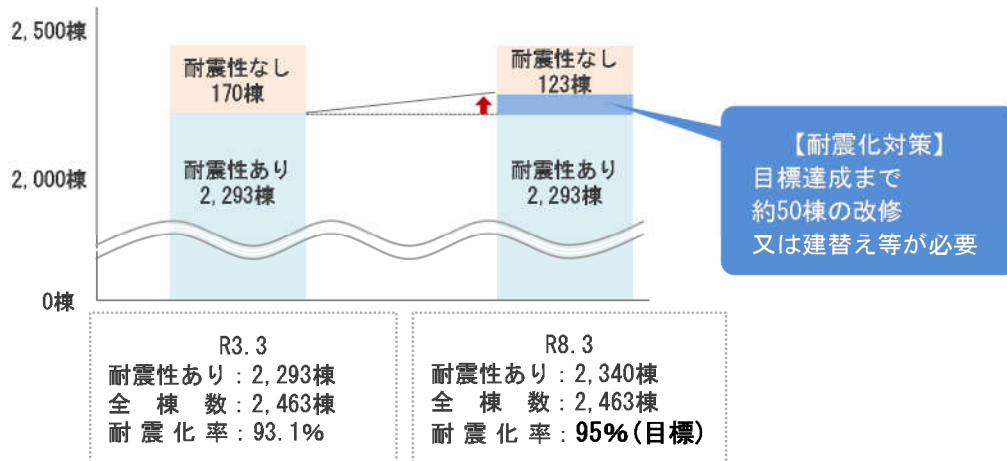 2,500棟
2,000棟
0棟
耐震性なし
170棟
耐震性あり
2,293棟
耐震性なし
123棟
耐震性あり
2,293棟
【耐震化対策】
目標達成まで
約50棟の改修
又は建替え等が必要
R3.3
耐震性あり：2,293棟
全棟数：2,463棟
耐震化率：93.1%
R8.3
耐震性あり：2,340棟
全棟数：2,463棟
耐震化率：95%(目標)